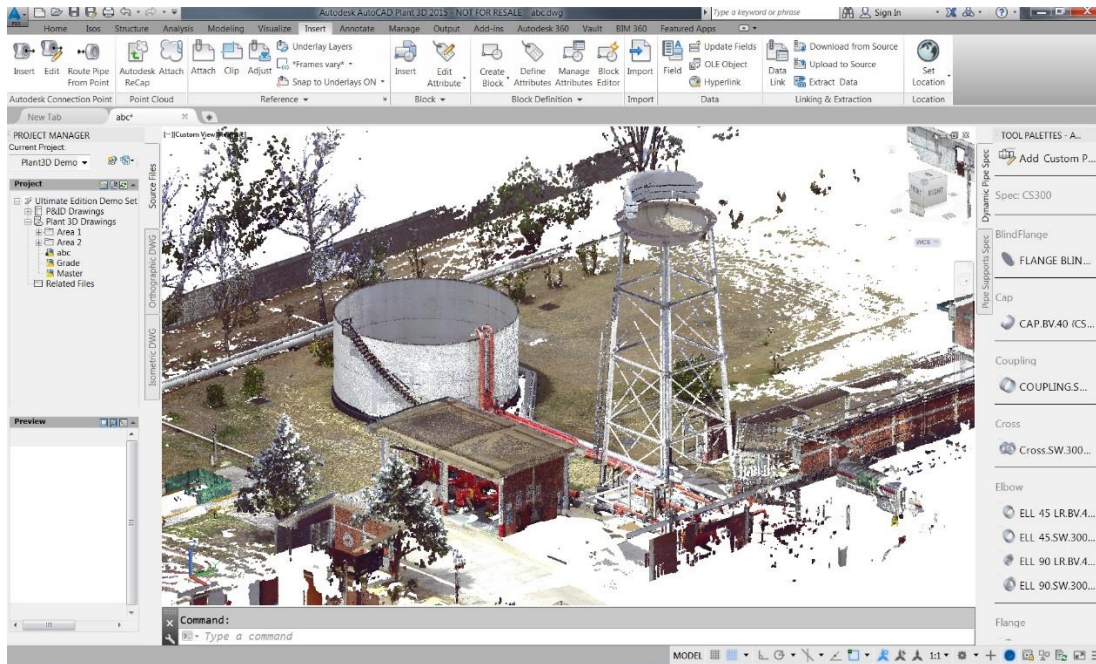 Autodesk AutoCAD Plant 3D 2015 - NOT FOR RESALE abc.dwg
Type a keyword or phrase
Sign In
Home Isos Structure Analysis Modeling Visualize Insert Annotate Manage Output Add-ins Autodesk 360 Vault BIM 360 Featured Apps
Insert Edit Route Pipe From Point
Autodesk ReCap Attach
Attach Clip Adjust
Underlay Layers
*Frames vary*
Snap to Underlays ON
Insert Edit Attribute
Create Block Define Attributes Manage Attributes Block Editor
Import
Field
Update Fields
OLE Object
Hyperlink
Data Link
Download from Source
Upload to Source
Extract Data
Set Location
Autodesk Connection Point Point Cloud Reference Block Block Definition Import Data Linking & Extraction Location
New Tab abc*
PROJECT MANAGER
Current Project:
Plant3D Demo
Project
Ultimate Edition Demo Set
P&ID Drawings
Plant 3D Drawings
Area 1
Area 2
abc
Grade
Master
Related Files
Source Files
Orthographic DWG
Isometric DWG
Preview
RIGHT
WCS
Command:
Type a command
TOOL PALETTES - A...
Dynamic Pipe Spec
Pipe Supports Spec
Add Custom P...
Spec: CS300
BlindFlange
FLANGE BLIN...
Cap
CAP.BV.40 (CS...
Coupling
COUPLING.S...
Cross
Cross.SW.300...
Elbow
ELL 45 LR.BV.4...
ELL 45.SW.300...
ELL 90 LR.BV.4...
ELL 90.SW.300...
Flange
MODEL 1:1